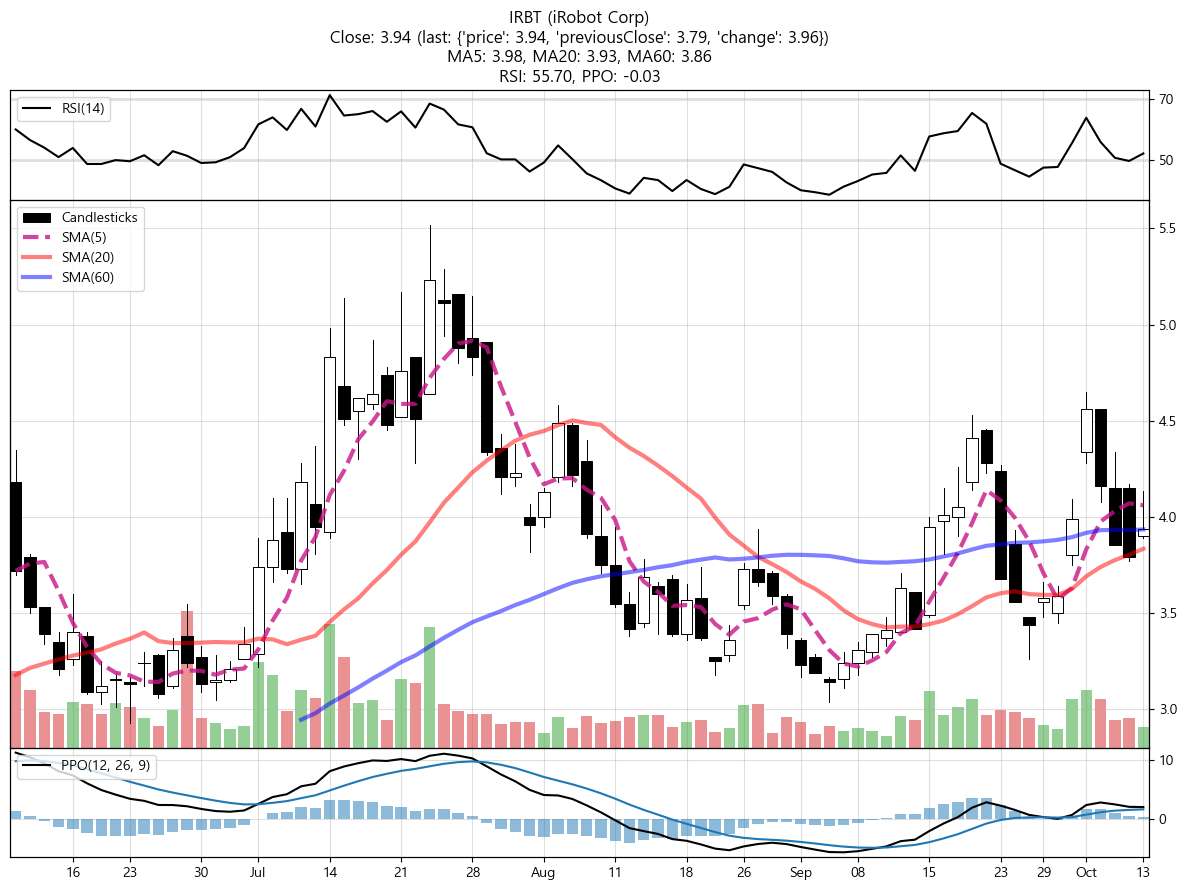 IRBT (iRobot Corp)
Close: 3.94 (last: {'price': 3.94, 'previousClose': 3.79, 'change': 3.96})
MA5: 3.98, MA20: 3.93, MA60: 3.86
RSI: 55.70, PPO: -0.03
RSI(14)
70
50
Candlesticks
SMA(5)
SMA(20)
SMA(60)
5.5
5.0
4.5
4.0
3.5
3.0
PPO(12, 26, 9)
10
0
16 23 30 Jul 14 21 28 Aug 11 18 26 Sep 08 15 23 29 Oct 13